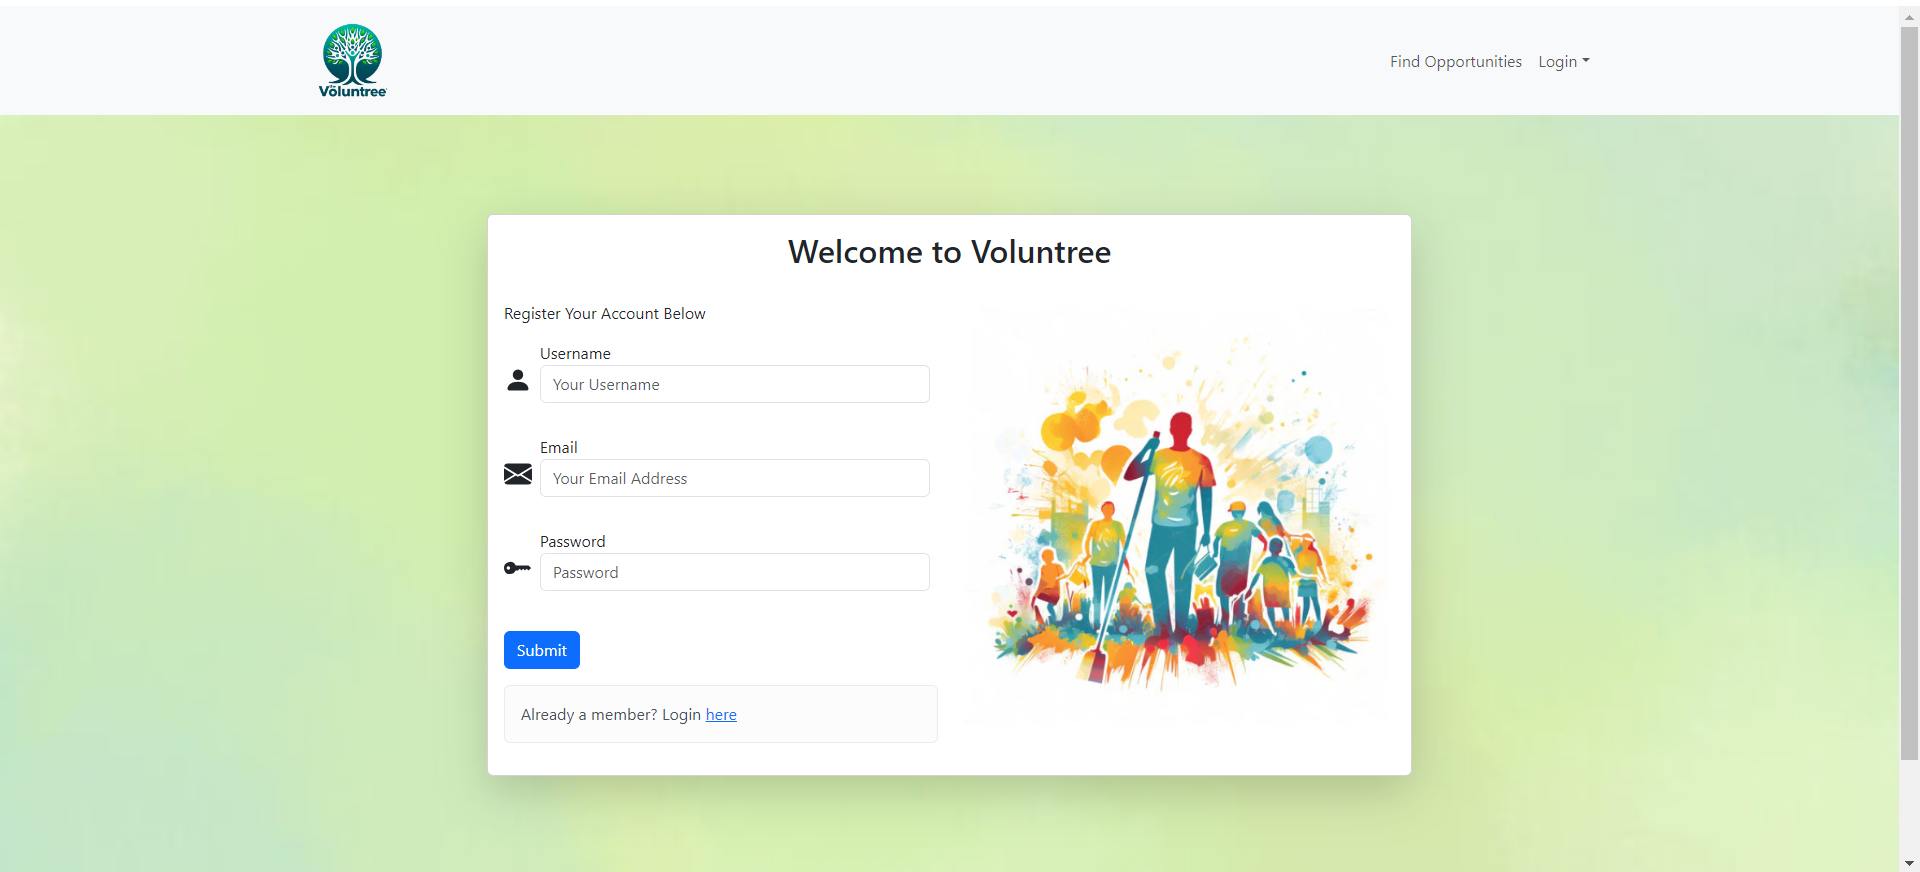 Voluntree
Find Opportunities
Login
Welcome to Voluntree
Register Your Account Below
Username
Your Username
Email
Your Email Address
Password
Password
Submit
Already a member? Login here